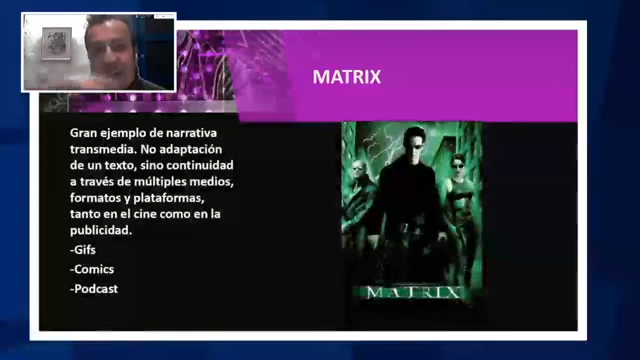 MATRIX
Gran ejemplo de narrativa
transmedia. No adaptación
de un texto, sino continuidad
a través de múltiples medios,
formatos y plataformas,
tanto en el cine como en la
publicidad.
-Gifs
-Comics
-Podcast
MATRIX